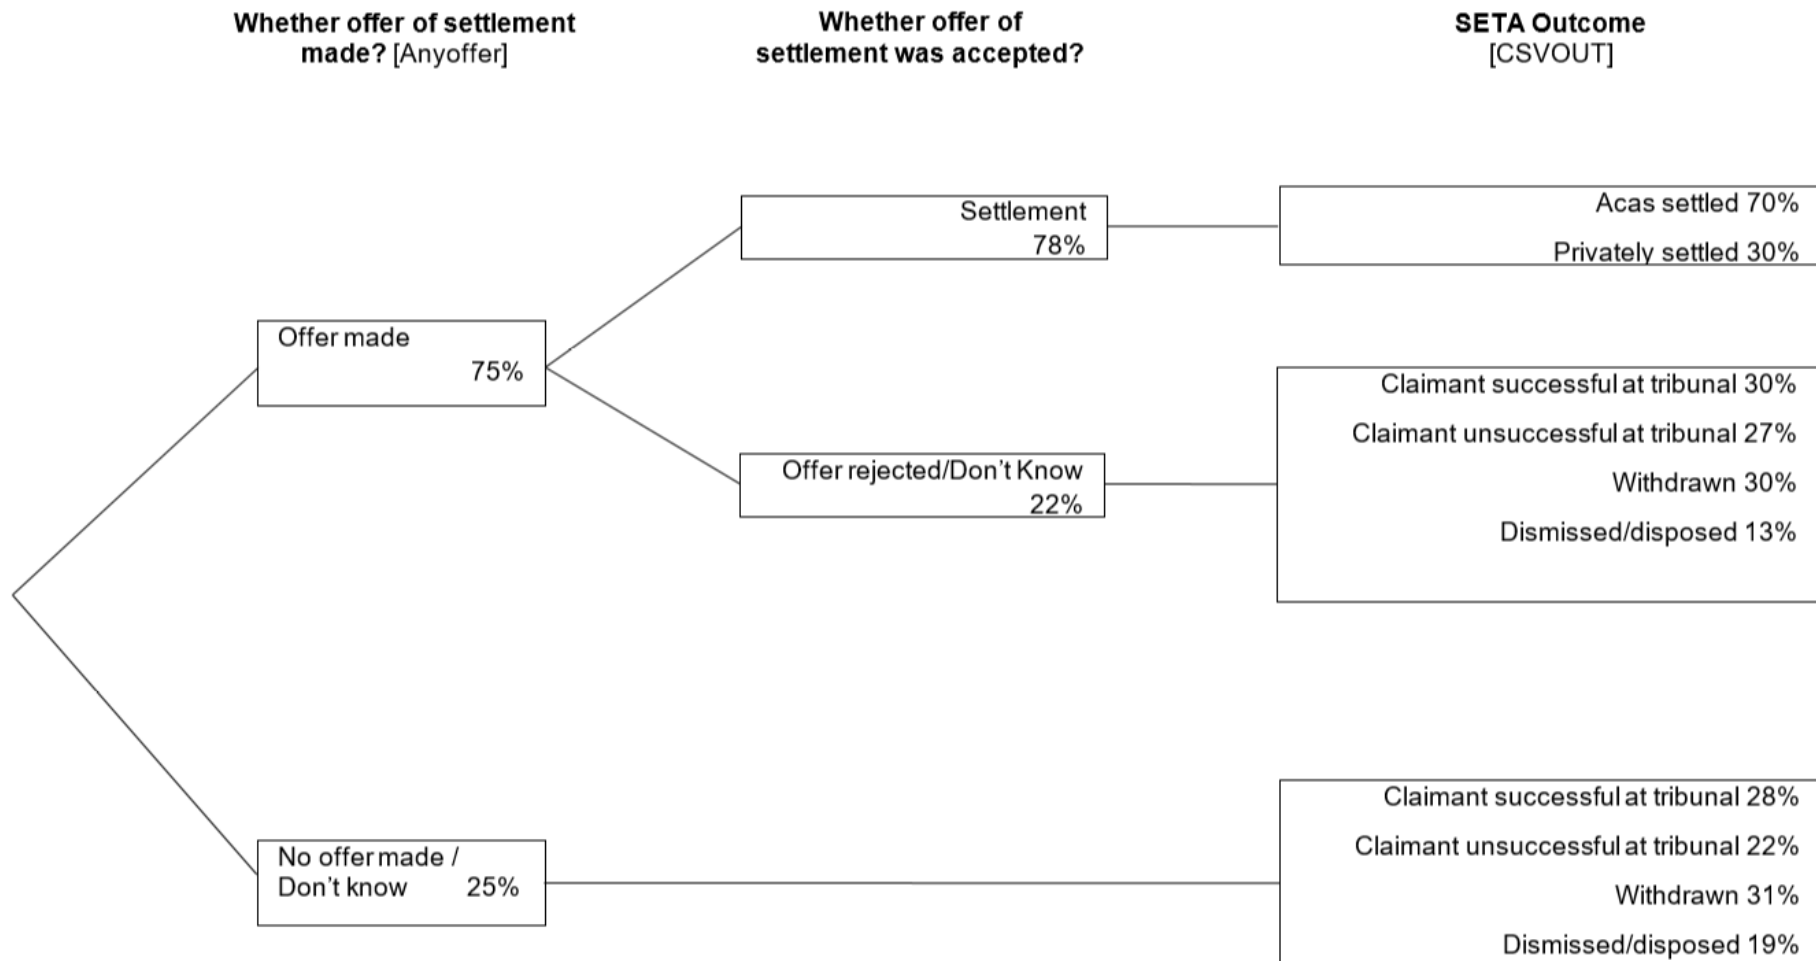 Whether offer of settlement
made? [Anyoffer]
Whether offer of
settlement was accepted?
SETA Outcome
[CSVOUT]
Settlement
78%
Acas settled 70%
Privately settled 30%
Offer made
75%
Offer rejected/Don't Know
22%
Claimant successful at tribunal 30%
Claimant unsuccessful at tribunal 27%
Withdrawn 30%
Dismissed/disposed 13%
No offer made /
Don't know 25%
Claimant successful at tribunal 28%
Claimant unsuccessful at tribunal 22%
Withdrawn 31%
Dismissed/disposed 19%